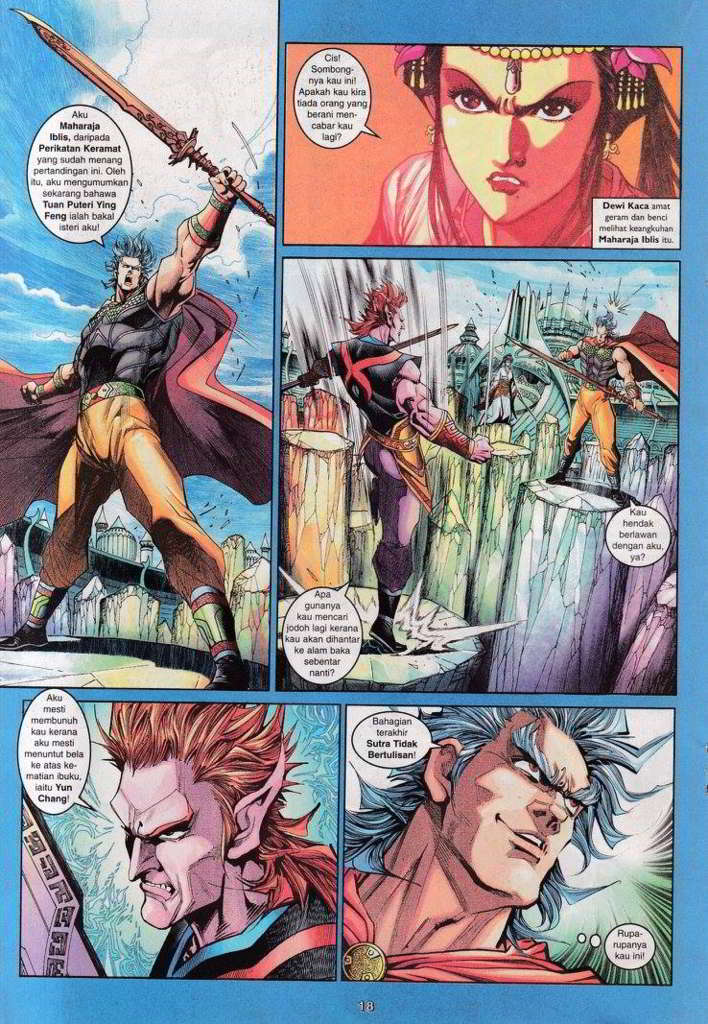 Aku
Maharaja
Iblis, daripada
Perikatan Keramat
yang sudah menang
pertandingan ini. Oleh
itu, aku mengumumkan
sekarang bahawa
Tuan Puteri Ying
Feng ialah bakal
isteri aku!
Cis!
Sombong-
nya kau ini!
Apakah kau kira
tiada orang yang
berani men-
cabar kau
lagi?
Dewi Kaca amat
geram dan benci
melihat keangkuhan
Maharaja Iblis itu.
Kau
hendak
berlawan
dengan aku,
ya?
Apa
gunanya
kau mencari
jodoh lagi kerana
kau akan dihantar
ke alam baka
sebentar
nanti?
Aku
mesti
membunuh
kau kerana
aku mesti
menuntut bela
ke atas ke-
matian ibuku,
iaitu Yun
Chang!
Bahagian
terakhir
Sutra Tidak
Bertulisan!
Rupa-
rupanya
kau ini!
18